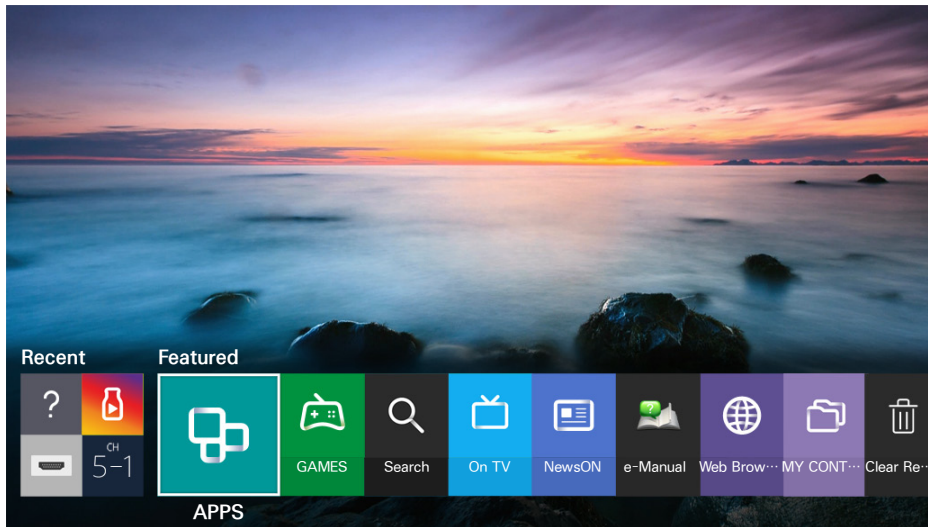 Recent
Featured
?
CH
5-1
GAMES
Search
On TV
NewsON
?
e-Manual
Web Brow···
MY CONT···
Clear Re···
APPS